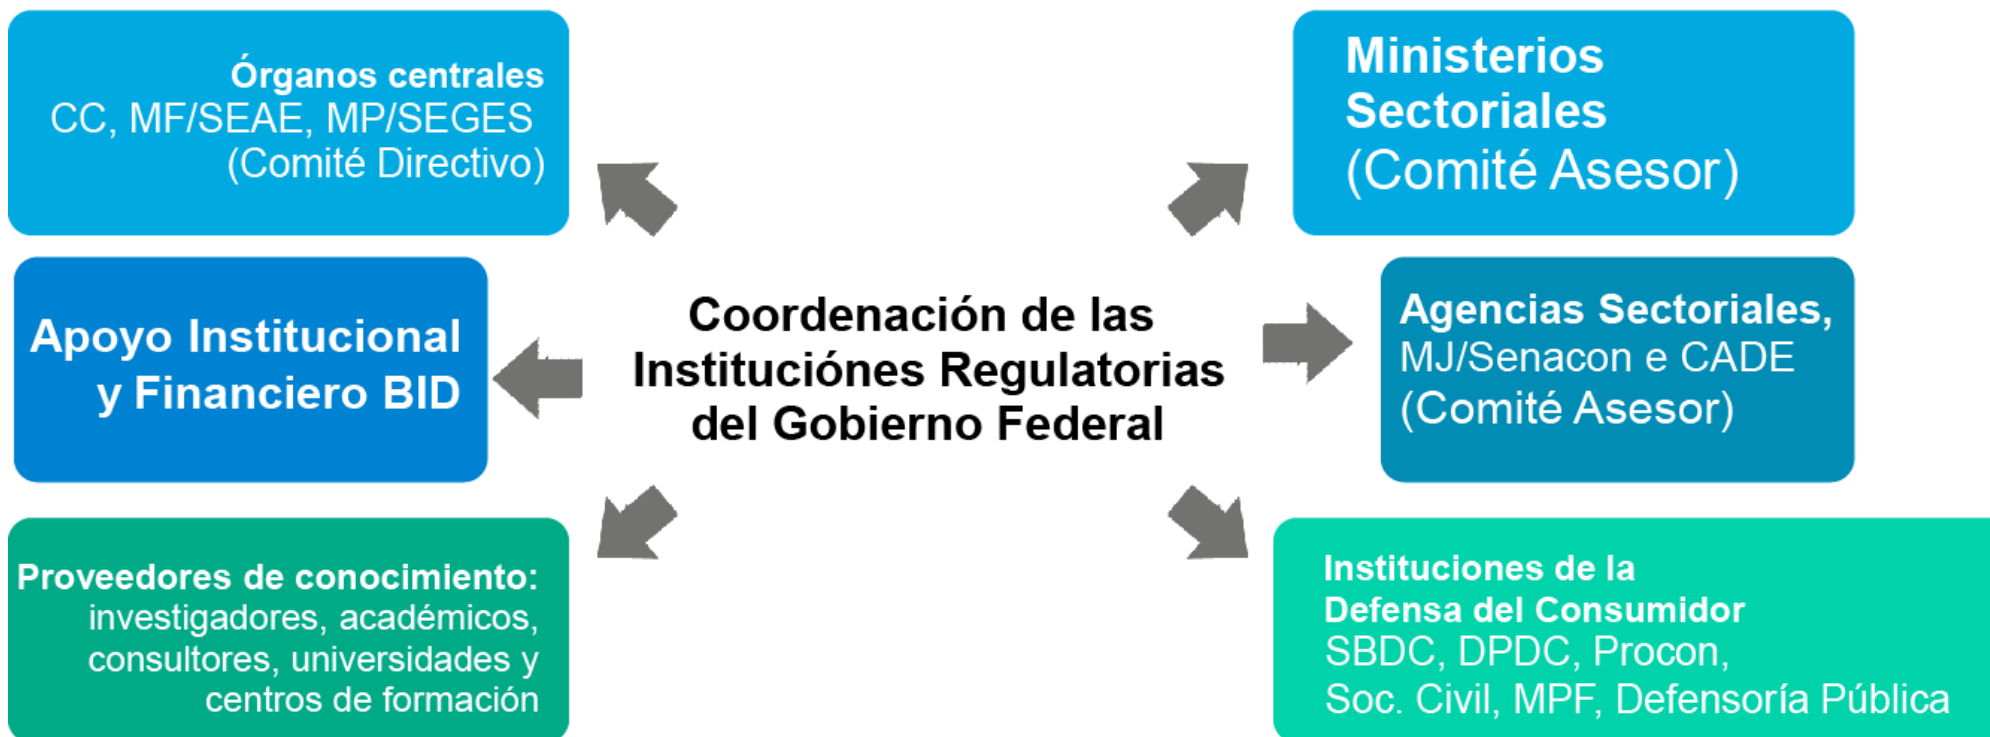 Órganos centrales
CC, MF/SEAE, MP/SEGES
(Comité Directivo)
Ministerios
Sectoriales
(Comité Asesor)
Apoyo Institucional
y Financiero BID
Coordenación de las
Instituciónes Regulatorias
del Gobierno Federal
Agencias Sectoriales,
MJ/Senacon e CADE
(Comité Asesor)
Proveedores de conocimiento:
investigadores, académicos,
consultores, universidades y
centros de formación
Instituciones de la
Defensa del Consumidor
SBDC, DPDC, Procon,
Soc. Civil, MPF, Defensoría Pública